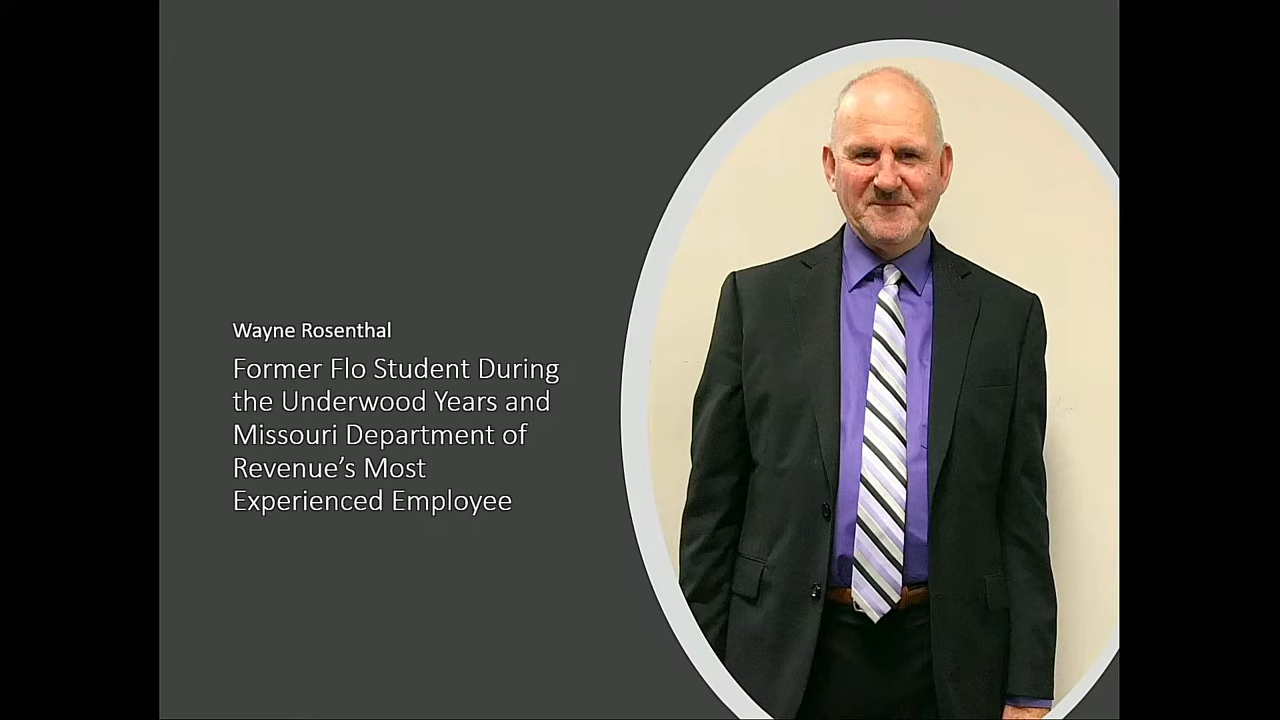 Wayne Rosenthal
Former Flo Student During
the Underwood Years and
Missouri Department of
Revenue’s Most
Experienced Employee